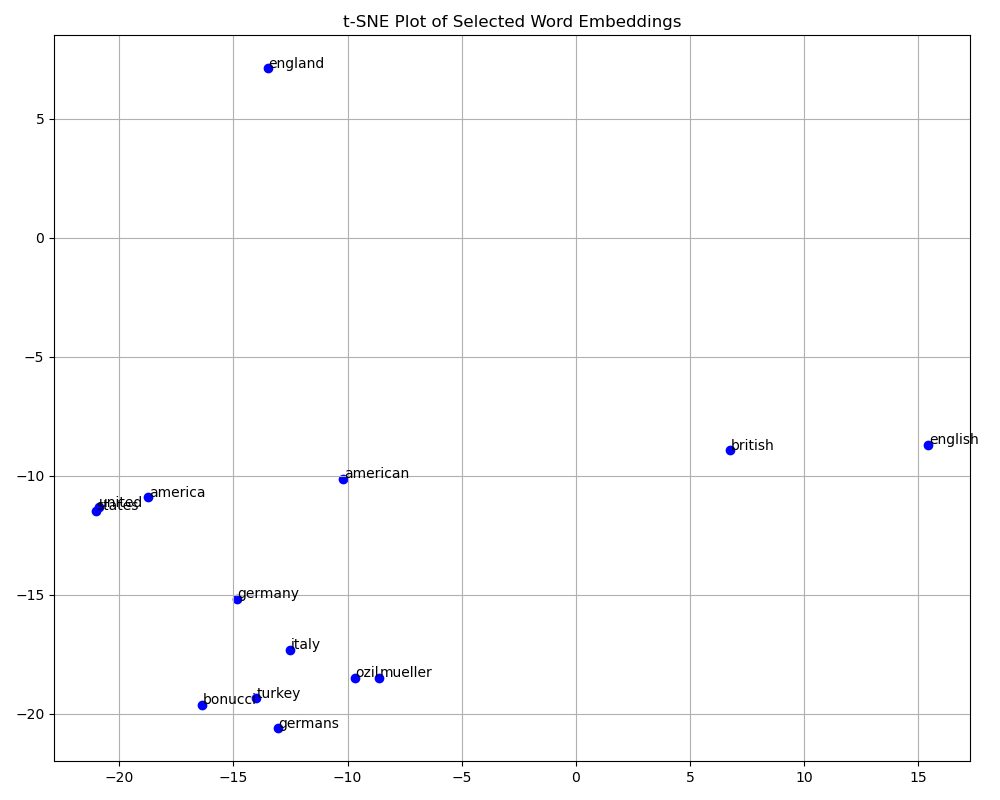 t-SNE Plot of Selected Word Embeddings
england
5
0
−5
english
british
american
−10
america
united
states
germany
−15
italy
ozil
mueller
turkey
bonucci
−20
germans
−20
−15
−10
−5
0
5
10
15